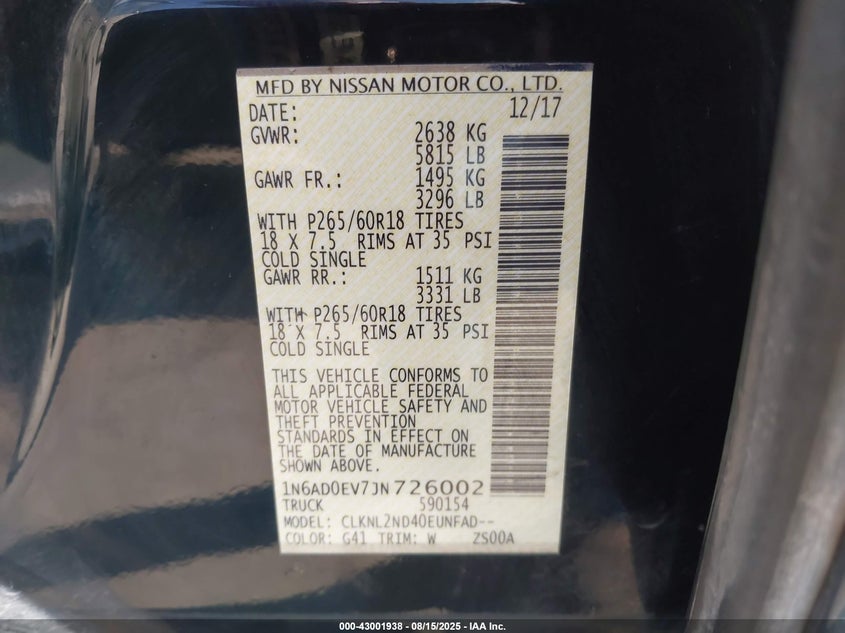 MFD BY NISSAN MOTOR CO., LTD.
DATE: 12/17
GVWR: 2638 KG
5815 LB
GAWR FR.: 1495 KG
3296 LB
WITH P265/60R18 TIRES
18 X 7.5 RIMS AT 35 PSI
COLD SINGLE
GAWR RR.: 1511 KG
3331 LB
WITH P265/60R18 TIRES
18 X 7.5 RIMS AT 35 PSI
COLD SINGLE
THIS VEHICLE CONFORMS TO
ALL APPLICABLE FEDERAL
MOTOR VEHICLE SAFETY AND
THEFT PREVENTION
STANDARDS IN EFFECT ON
THE DATE OF MANUFACTURE
SHOWN ABOVE.
1N6AD0EV7JN726002
TRUCK 590154
MODEL: CLKNL2ND40EUNFAD--
COLOR: G41 TRIM: W ZS00A
000-43001938 - 08/15/2025 - IAA Inc.